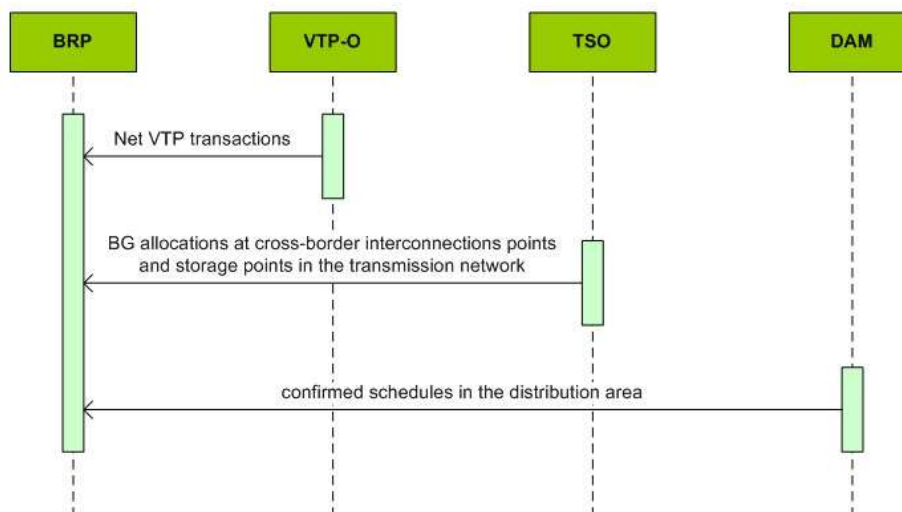 BRP
VTP-O
TSO
DAM
Net VTP transactions
BG allocations at cross-border interconnections points
and storage points in the transmission network
confirmed schedules in the distribution area